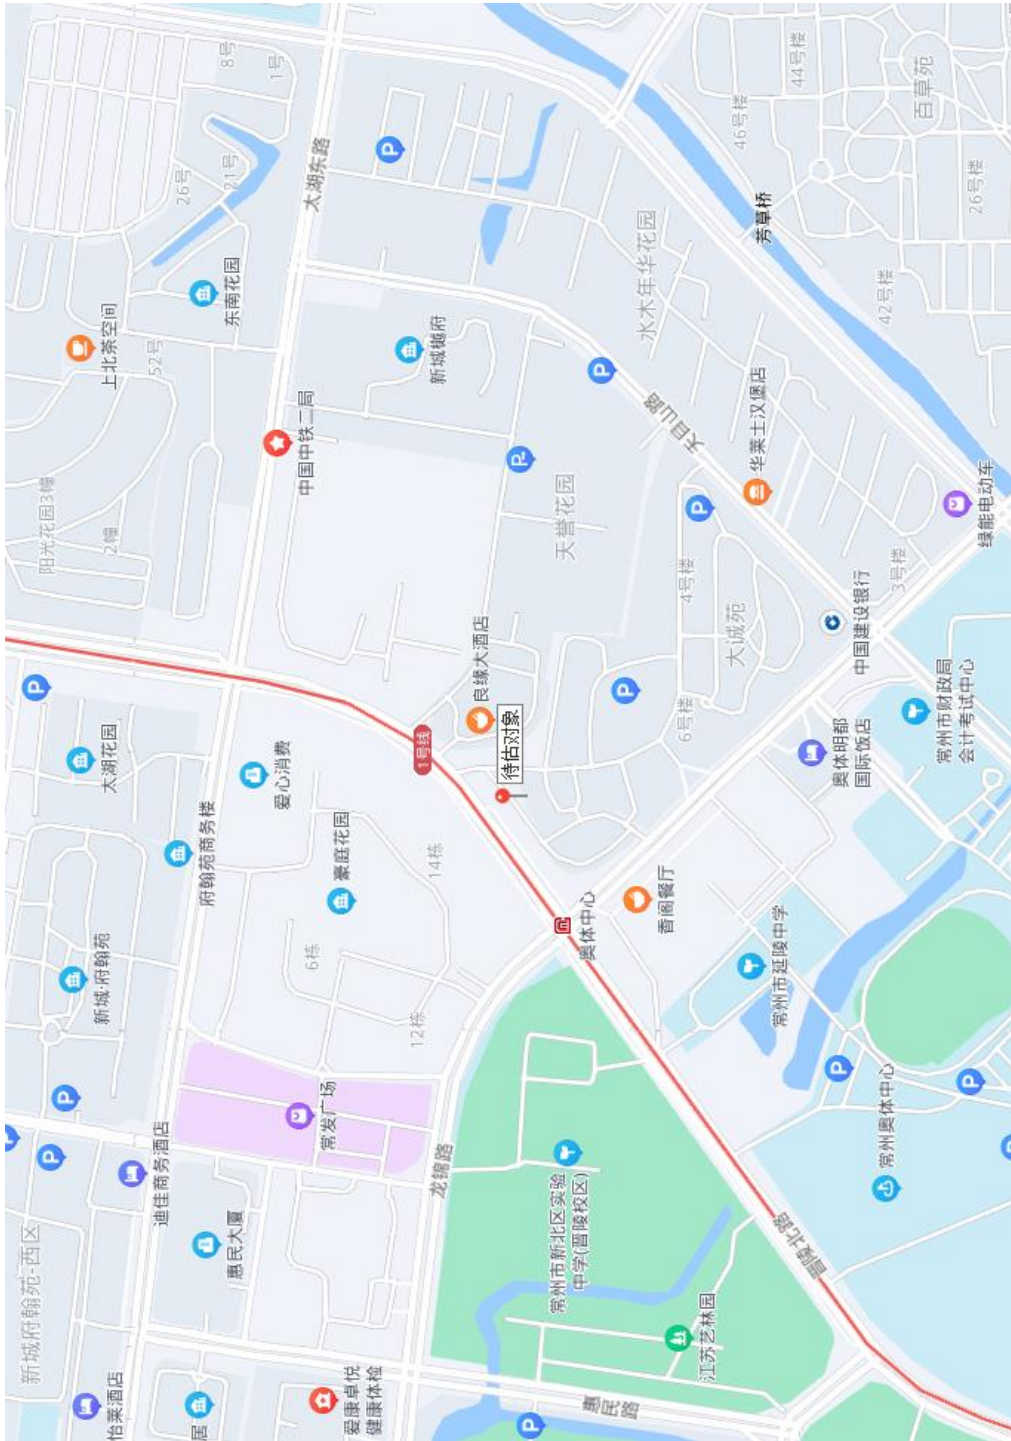 新城府翰苑-西区
阳光花园3幢
怡莱酒店
新城·府翰苑
太湖花园
2幢
上北茶空间
52号
迪佳商务酒店
26号
居
府翰苑商务楼
8号
21号
惠民大厦
东南花园
1号
爱心消费
中国中铁二局
太湖东路
6栋
常发广场
豪庭花园
爱康卓悦
健康体检
12栋
14栋
1号线
龙锦路
新城樾府
良缘大酒店
待估对象
常州市新北区实验
中学(晋陵校区)
奥体中心
天誉花园
惠民
路
水木年华花园
香阁餐厅
6号楼
4号楼
天目山路
江苏艺林园
大诚苑
46号楼
华莱士汉堡店
芳草桥
常州市延陵中学
晋陵北路
44号楼
奥体明都
国际饭店
中国建设银行
常州奥体中心
42号楼
3号楼
百草苑
常州市财政局
会计考试中心
26号楼
绿能电动车